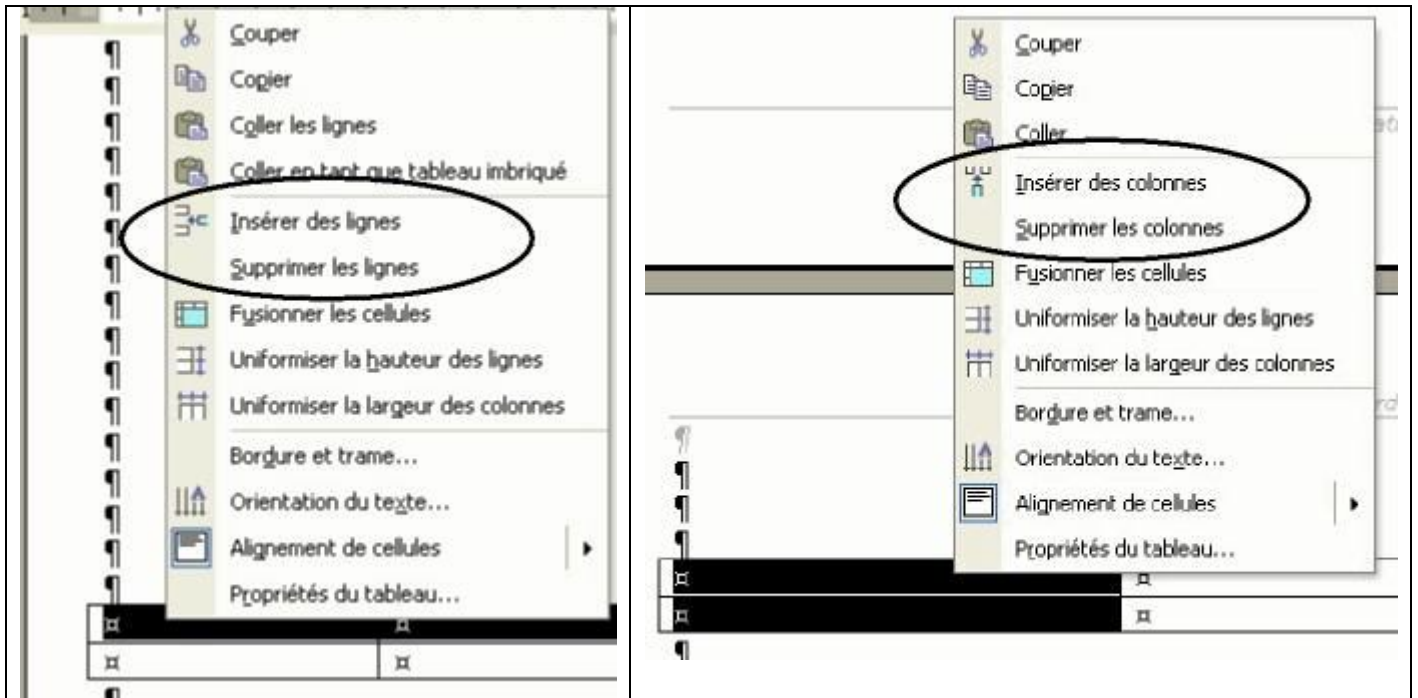 Couper
Copier
Coller les lignes
Coller en tant que tableau imbriqué
Insérer des lignes
Supprimer les lignes
Fusionner les cellules
Uniformiser la hauteur des lignes
Uniformiser la largeur des colonnes
Bordure et trame...
Orientation du texte...
Alignement de cellules
Propriétés du tableau...
Couper
Copier
Coller
Insérer des colonnes
Supprimer les colonnes
Fusionner les cellules
Uniformiser la hauteur des lignes
Uniformiser la largeur des colonnes
Bordure et trame...
Orientation du texte...
Alignement de cellules
Propriétés du tableau...